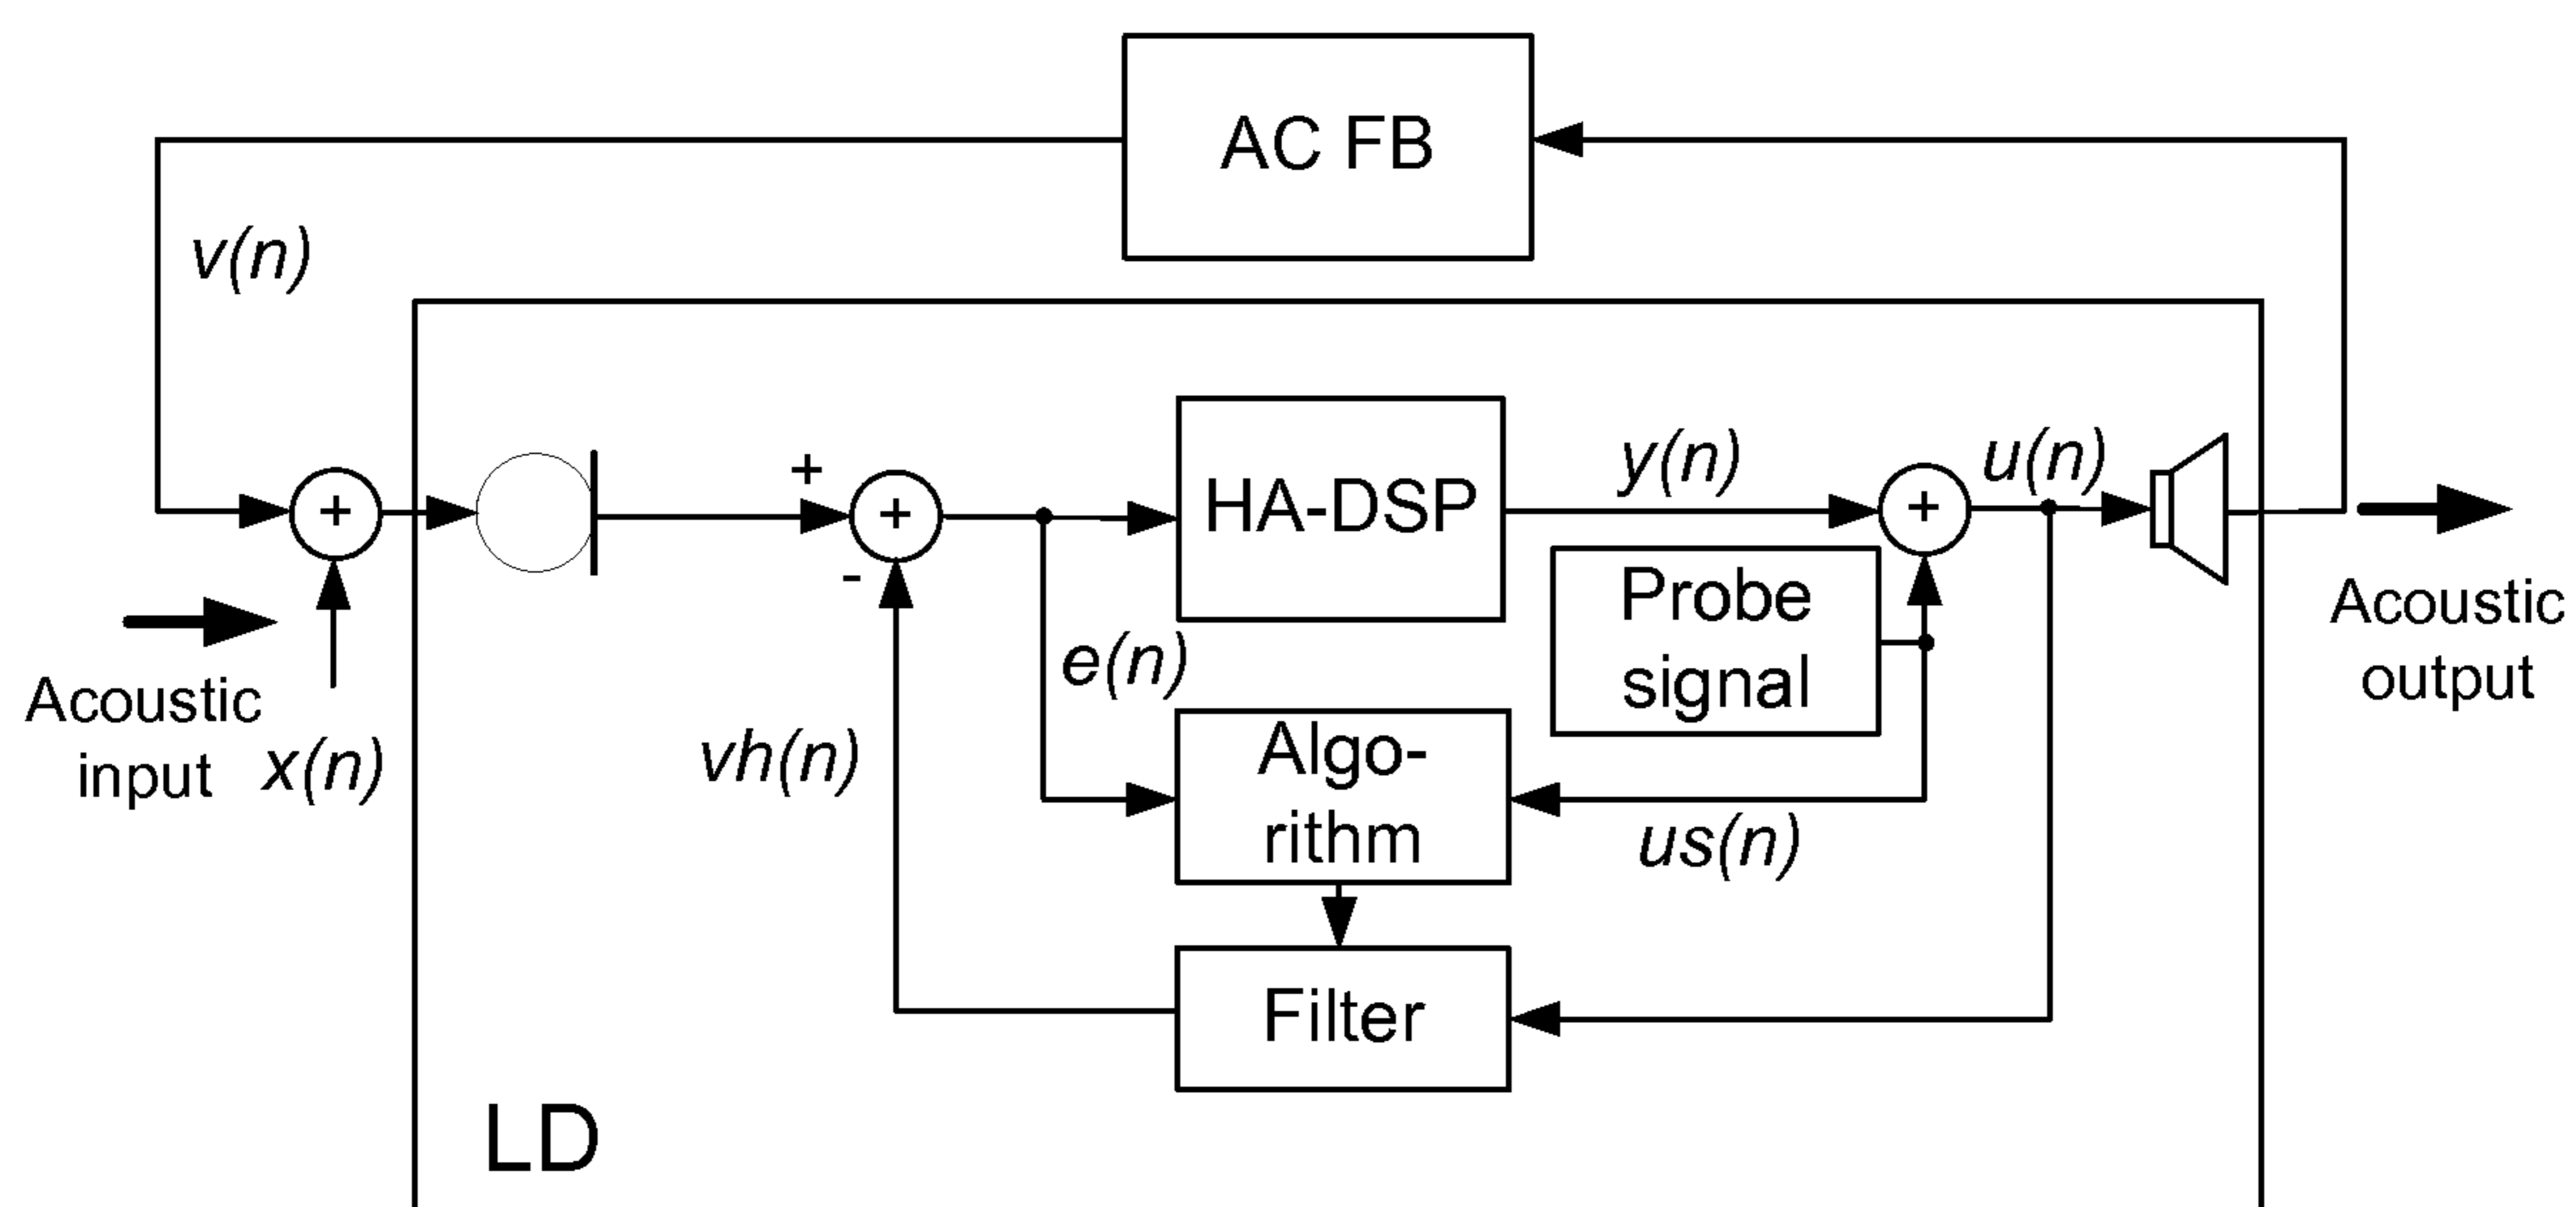 AC FB
v(n)
+
Acoustic
input
x(n)
+
-
+
e(n)
vh(n)
HA-DSP
y(n)
+
u(n)
Probe
signal
Algo-
rithm
us(n)
Filter
Acoustic
output
LD